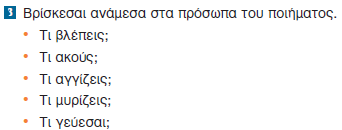 3 Βρίσκεσαι ανάμεσα στα πρόσωπα του ποιήματος.
• Τι βλέπεις;
• Τι ακούς;
• Τι αγγίζεις;
• Τι μυρίζεις;
• Τι γεύεσαι;